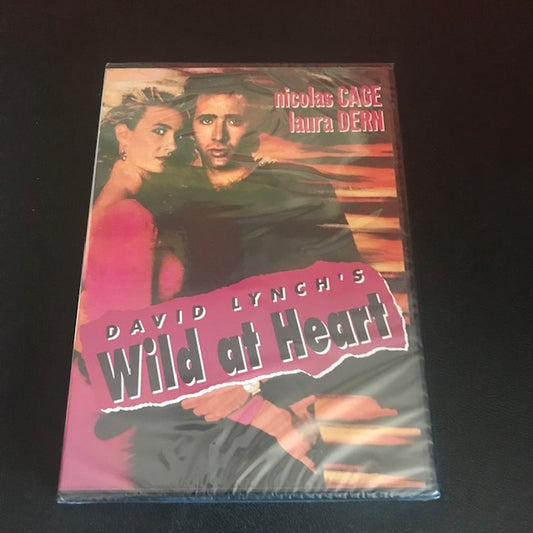 nicolas CAGE
laura DERN
DAVID LYNCH'S
Wild at Heart